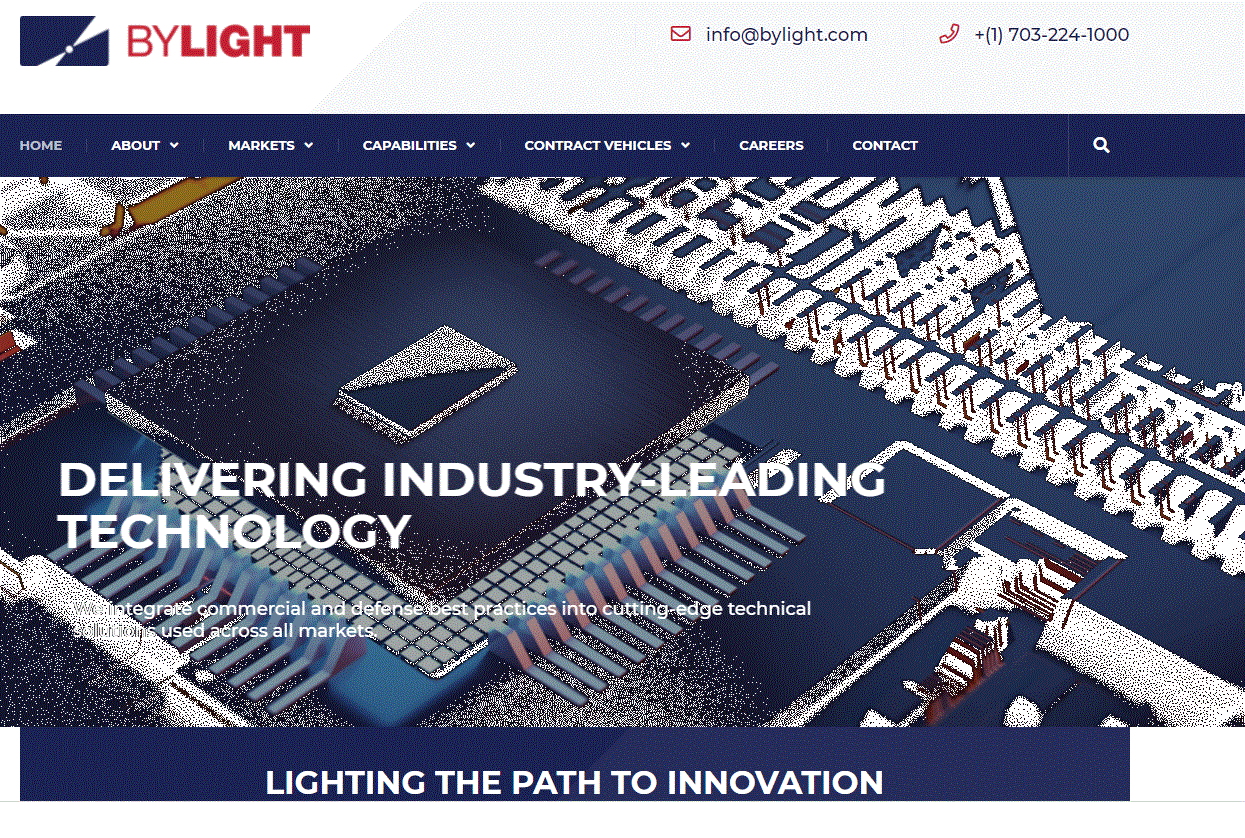 BYLIGHT
info@bylight.com
+(1) 703-224-1000
HOME
ABOUT
MARKETS
CAPABILITIES
CONTRACT VEHICLES
CAREERS
CONTACT
DELIVERING INDUSTRY-LEADING
TECHNOLOGY
We integrate commercial and defense best practices into cutting-edge technical
solutions used across all markets.
LIGHTING THE PATH TO INNOVATION